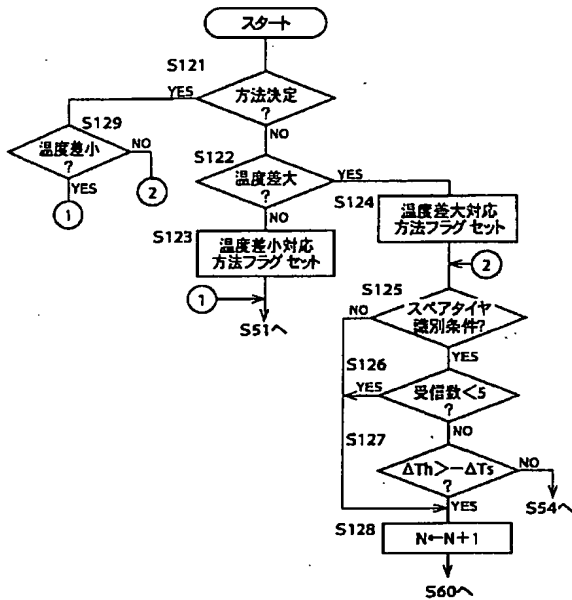 スタート
S121
方法決定
?
YES
NO
S129
温度差小
?
NO
YES
1
2
S122
温度差大
?
YES
NO
S123
温度差小対応
方法フラグセット
1
S51へ
S124
温度差大対応
方法フラグセット
2
S125
スペアタイヤ
識別条件?
NO
YES
S126
受信数<5
?
YES
NO
S127
ΔTh>-ΔTs
?
NO
YES
S54へ
S128
N←N+1
S60へ